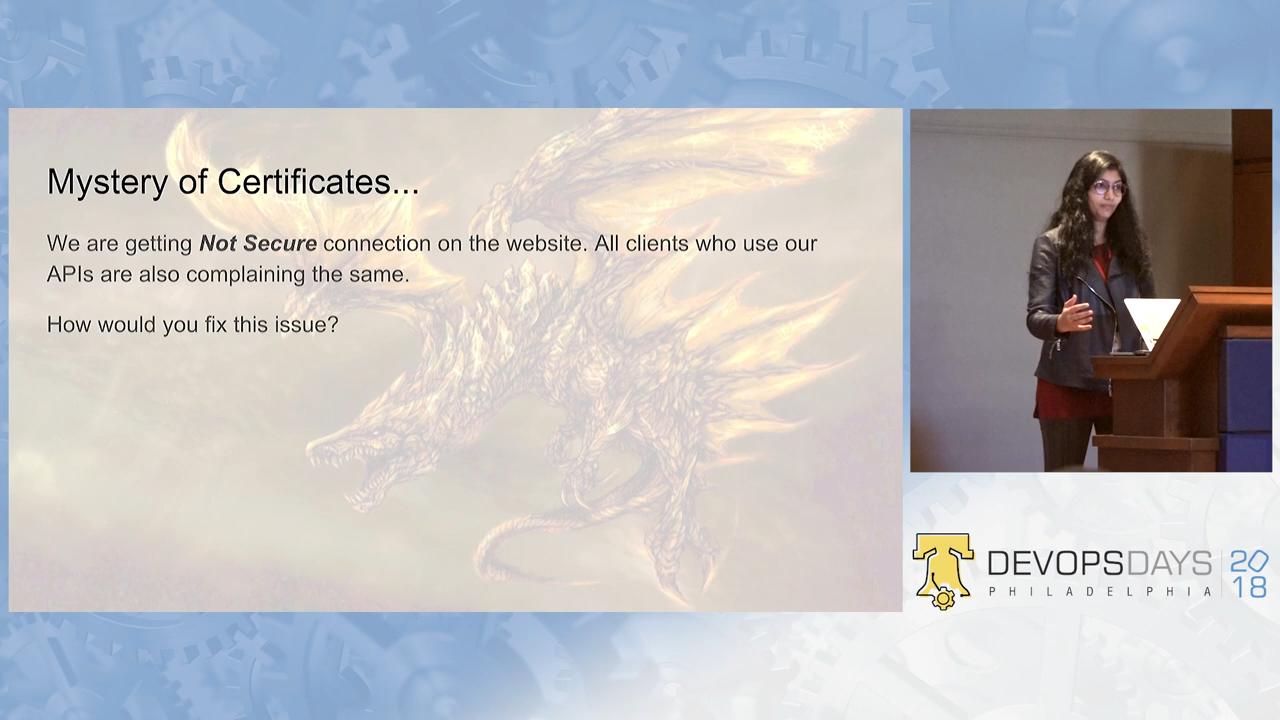 Mystery of Certificates...
We are getting Not Secure connection on the website. All clients who use our
APIs are also complaining the same.
How would you fix this issue?
DEVOPSDAYS
PHILADELPHIA
20
18